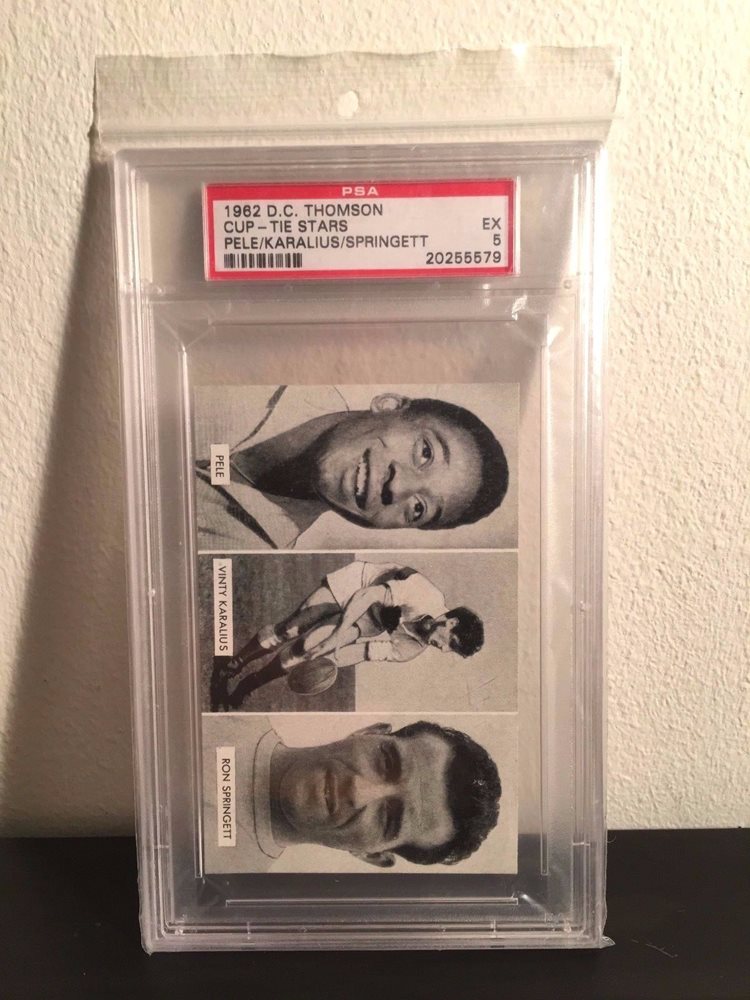 PSA
1962 D.C. THOMSON
CUP-TIE STARS EX
PELE/KARALIUS/SPRINGETT 5
20255579
PELE
VINTY KARALIUS
RON SPRINGETT